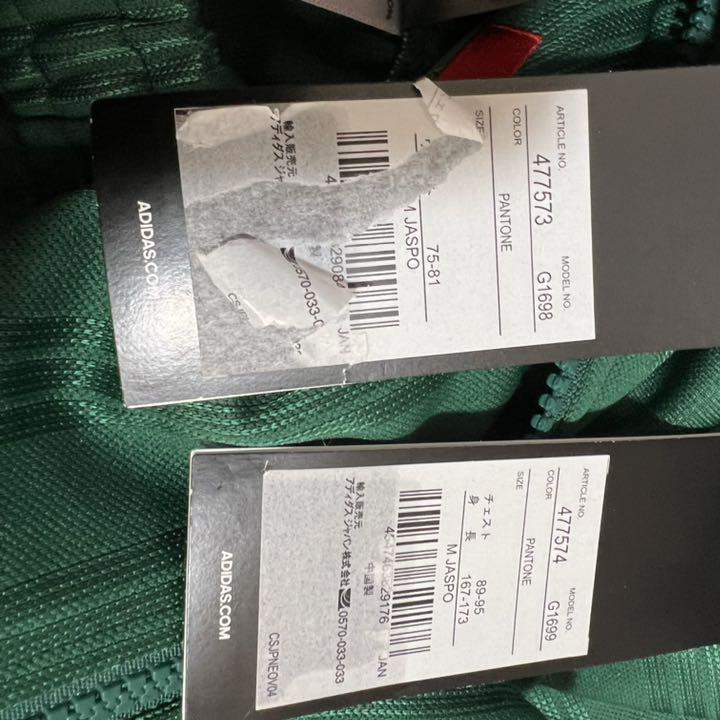 ADIDAS.COM
ARTICLE NO.
MODEL NO.
477573
G1698
COLOR
PANTONE
SIZE
75-81
M JASPO
JAN
輸入販売元
アディダス ジャ
ADIDAS.COM
ARTICLE NO.
MODEL NO.
477574
G1699
COLOR
PANTONE
SIZE
チェスト 89-95
身 長 167-173
M JASPO
JAN
中国製
輸入販売元
アディダス ジャパン株式会社 0570-033-033
CSJPNEOV04